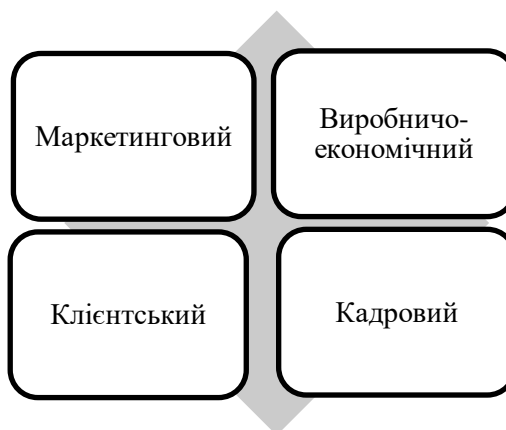 Маркетинговий
Виробничо-
економічний
Клієнтський
Кадровий